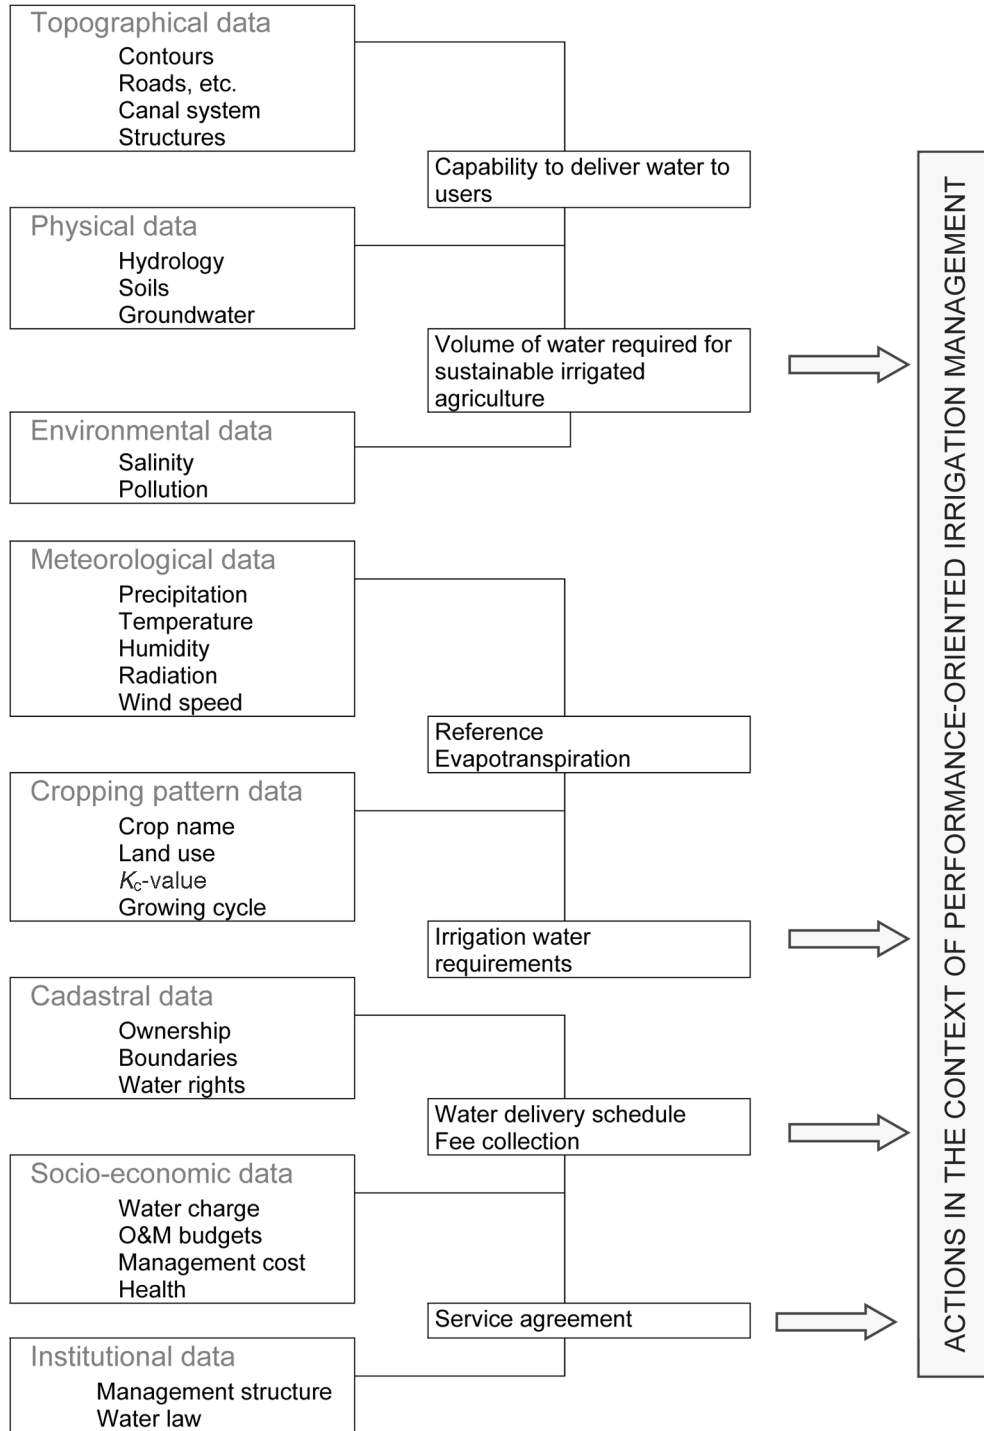 Topographical data
Contours
Roads, etc.
Canal system
Structures
Capability to deliver water to
users
Physical data
Hydrology
Soils
Groundwater
Volume of water required for
sustainable irrigated
agriculture
Environmental data
Salinity
Pollution
Meteorological data
Precipitation
Temperature
Humidity
Radiation
Wind speed
Reference
Evapotranspiration
Cropping pattern data
Crop name
Land use
Kc-value
Growing cycle
Irrigation water
requirements
Cadastral data
Ownership
Boundaries
Water rights
Water delivery schedule
Fee collection
Socio-economic data
Water charge
O&M budgets
Management cost
Health
Service agreement
Institutional data
Management structure
Water law
ACTIONS IN THE CONTEXT OF PERFORMANCE-ORIENTED IRRIGATION MANAGEMENT